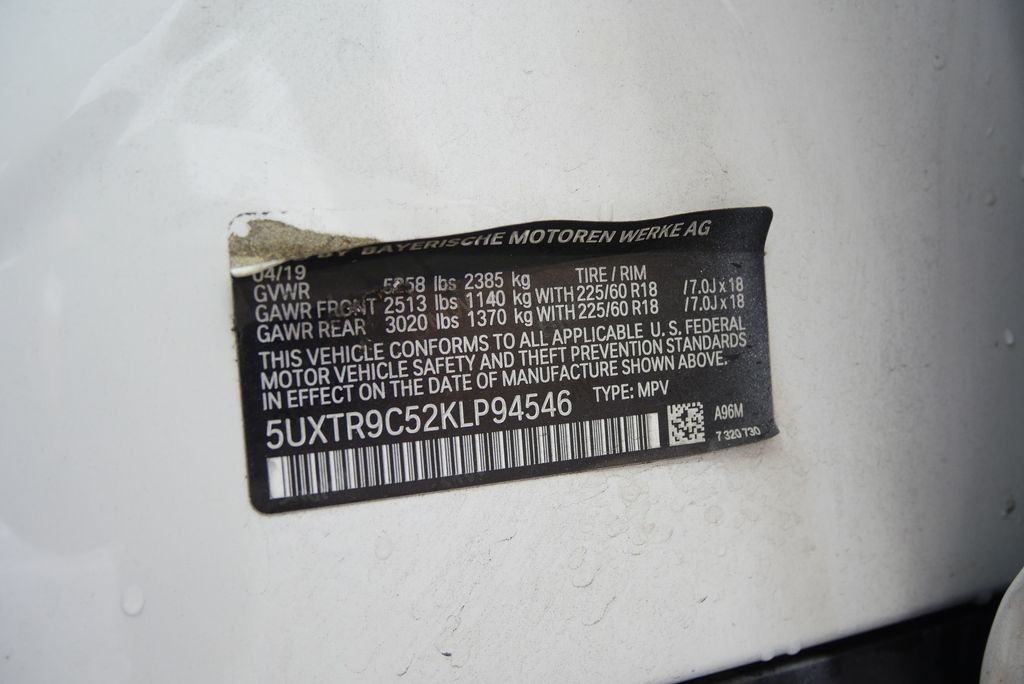 BY BAYERISCHE MOTOREN WERKE AG
04/19 TIRE / RIM
GVWR 5258 lbs 2385 kg
GAWR FRONT 2513 lbs 1140 kg WITH 225/60 R18 /7.0J x 18
GAWR REAR 3020 lbs 1370 kg WITH 225/60 R18 /7.0J x 18
THIS VEHICLE CONFORMS TO ALL APPLICABLE U.S. FEDERAL
MOTOR VEHICLE SAFETY AND THEFT PREVENTION STANDARDS
IN EFFECT ON THE DATE OF MANUFACTURE SHOWN ABOVE.
5UXTR9C52KLP94546 TYPE: MPV
A96M
7 320 730